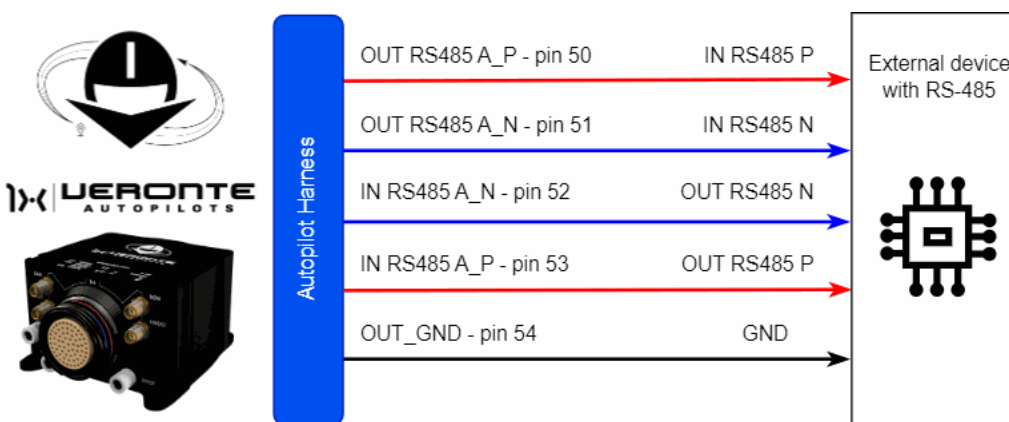 VERONTE
AUTOPILOTS
Autopilot Harness
OUT RS485 A_P - pin 50 IN RS485 P
OUT RS485 A_N - pin 51 IN RS485 N
IN RS485 A_N - pin 52 OUT RS485 N
IN RS485 A_P - pin 53 OUT RS485 P
OUT_GND - pin 54 GND
External device
with RS-485